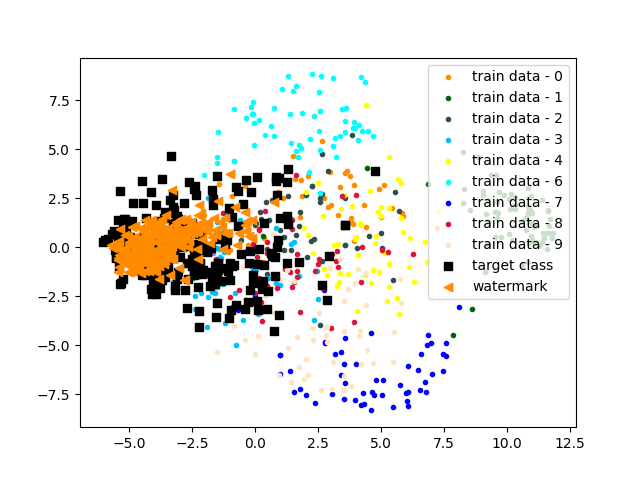 7.5
5.0
2.5
0.0
−2.5
−5.0
−7.5
−5.0 −2.5 0.0 2.5 5.0 7.5 10.0 12.5
train data - 0
train data - 1
train data - 2
train data - 3
train data - 4
train data - 6
train data - 7
train data - 8
train data - 9
target class
watermark